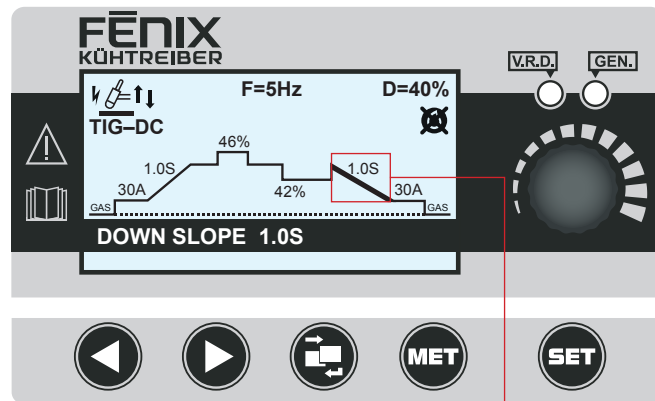 FĒNIX
KÜHTREIBER
V.R.D. GEN.
F=5Hz D=40%
TIG–DC
46%
1.0S 1.0S
30A 42% 30A
GAS GAS
DOWN SLOPE 1.0S
MET SET